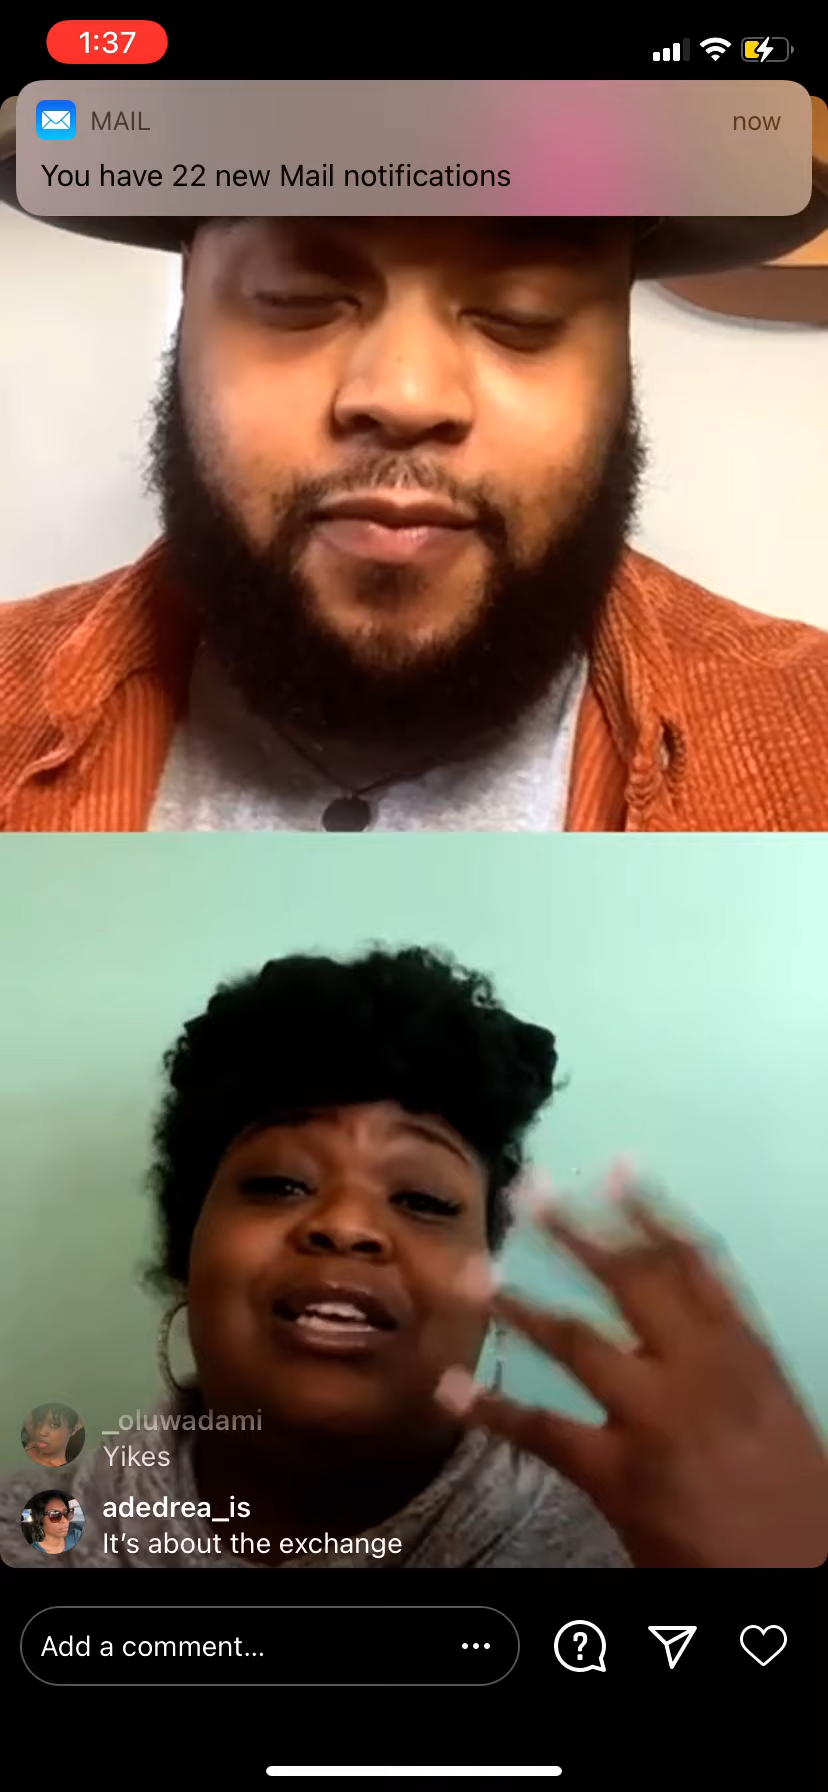 1:37
MAIL
now
You have 22 new Mail notifications
_oluwadami
Yikes
adedrea_is
It's about the exchange
Add a comment...
?